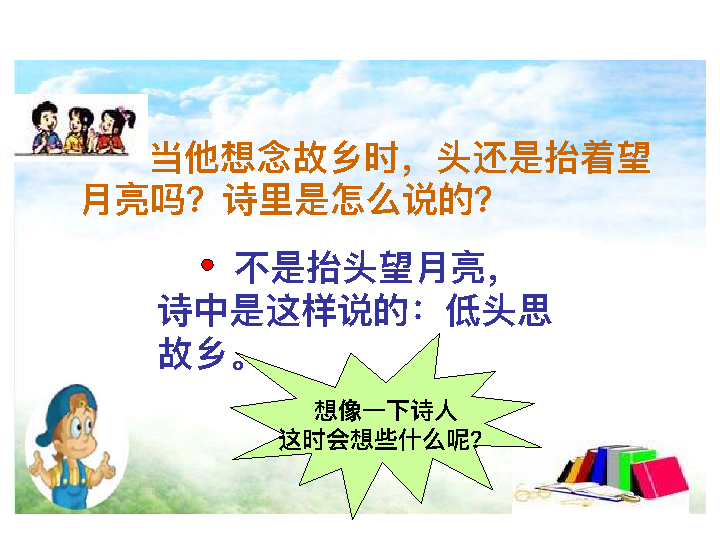 当他想念故乡时，头还是抬着望
月亮吗？诗里是怎么说的？
不是抬头望月亮，
诗中是这样说的：低头思
故乡。
想像一下诗人
这时会想些什么呢？